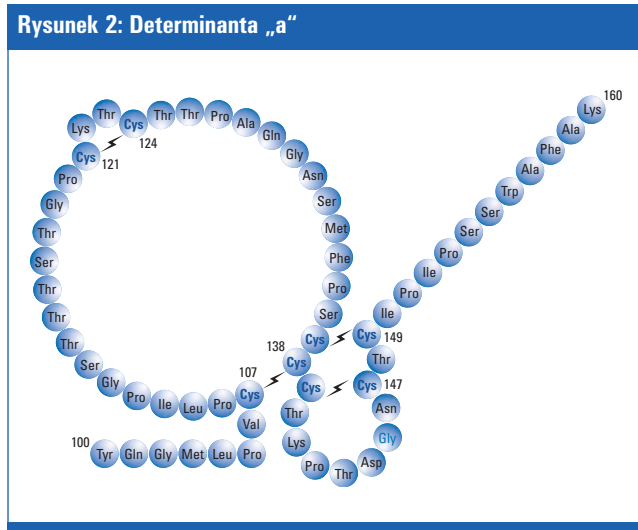 Rysunek 2: Determinanta „a“
100
Tyr
Gln
Gly
Met
Leu
Pro
Val
107
Cys
Pro
Leu
Ile
Pro
Gly
Ser
Thr
Thr
Thr
Ser
Thr
Gly
Pro
Cys
121
Lys
Thr
Cys
124
Thr
Thr
Pro
Ala
Gln
Gly
Asn
Ser
Met
Phe
Pro
Ser
Cys
138
Cys
Cys
Thr
Lys
Pro
Thr
Asp
Gly
Asn
Cys
147
Thr
Cys
149
Ile
Pro
Ile
Pro
Ser
Ser
Trp
Ala
Phe
Ala
Lys
160